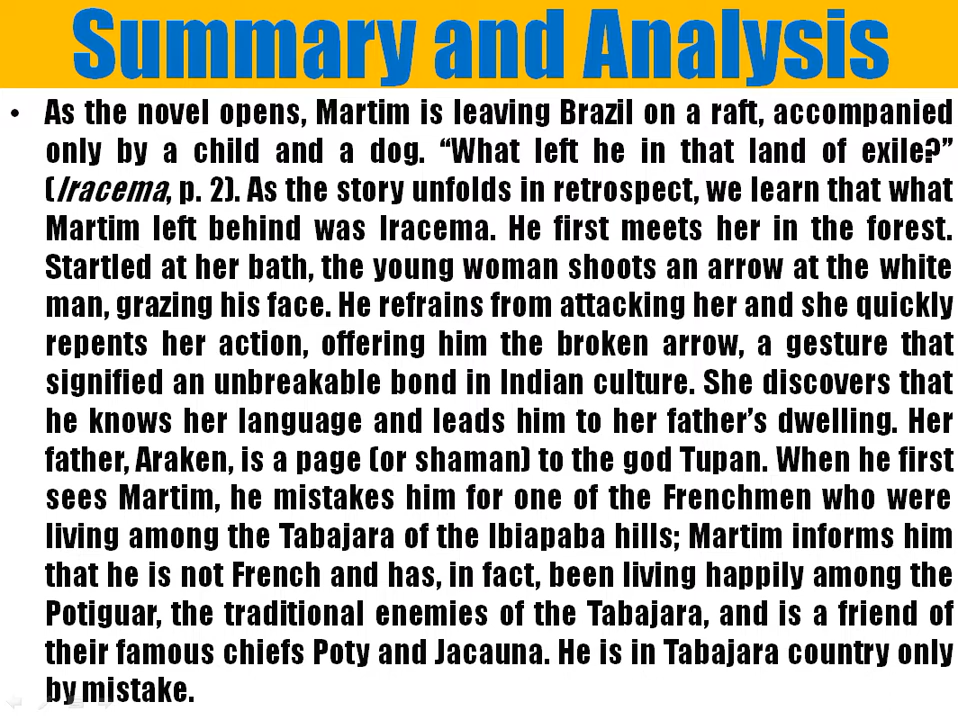 Summary and Analysis
• As the novel opens, Martim is leaving Brazil on a raft, accompanied
only by a child and a dog. “What left he in that land of exile?”
(Iracema, p. 2). As the story unfolds in retrospect, we learn that what
Martim left behind was Iracema. He first meets her in the forest.
Startled at her bath, the young woman shoots an arrow at the white
man, grazing his face. He refrains from attacking her and she quickly
repents her action, offering him the broken arrow, a gesture that
signified an unbreakable bond in Indian culture. She discovers that
he knows her language and leads him to her father’s dwelling. Her
father, Araken, is a page (or shaman) to the god Tupan. When he first
sees Martim, he mistakes him for one of the Frenchmen who were
living among the Tabajara of the Ibiapaba hills; Martim informs him
that he is not French and has, in fact, been living happily among the
Potiguar, the traditional enemies of the Tabajara, and is a friend of
their famous chiefs Poty and Jacauna. He is in Tabajara country only
by mistake.